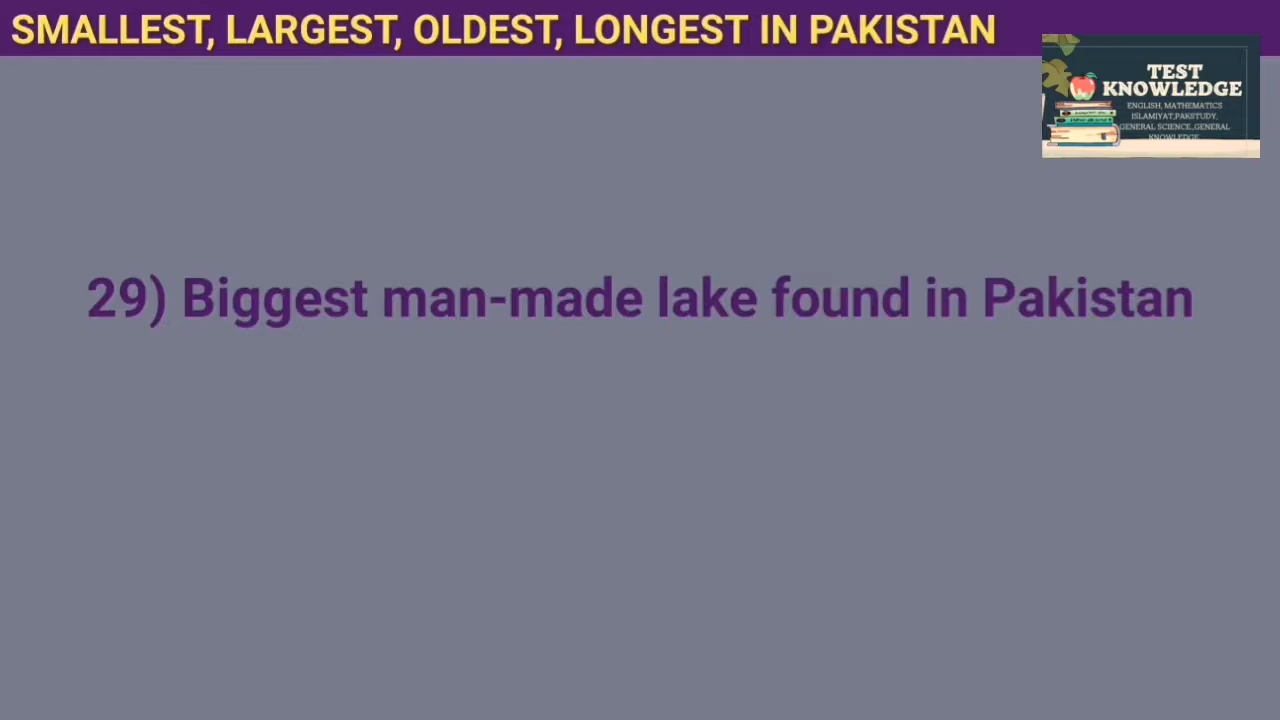 SMALLEST, LARGEST, OLDEST, LONGEST IN PAKISTAN
TEST
KNOWLEDGE
ENGLISH, MATHEMATICS
ISLAMIYAT,PAKSTUDY,
GENERAL SCIENCE.,GENERAL
KNOWLEDGE
29) Biggest man-made lake found in Pakistan